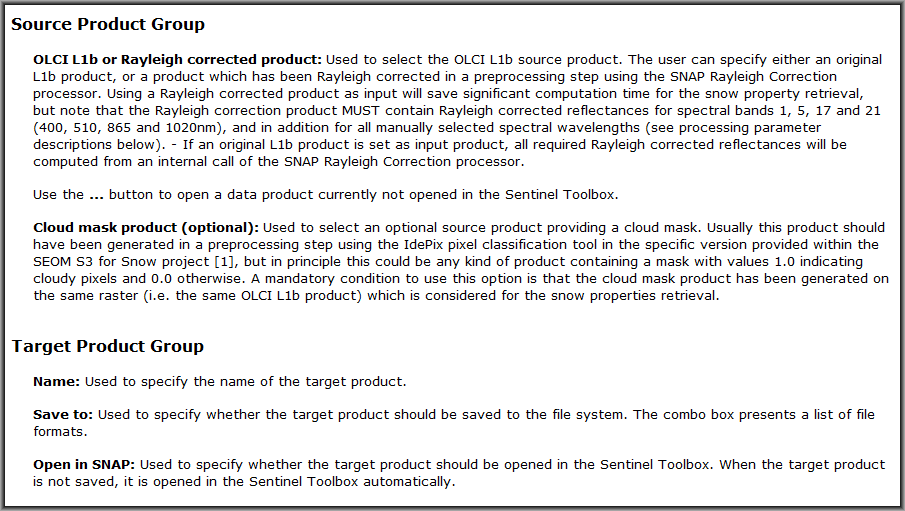 Source Product Group
OLCI L1b or Rayleigh corrected product: Used to select the OLCI L1b source product. The user can specify either an original
L1b product, or a product which has been Rayleigh corrected in a preprocessing step using the SNAP Rayleigh Correction
processor. Using a Rayleigh corrected product as input will save significant computation time for the snow property retrieval,
but note that the Rayleigh correction product MUST contain Rayleigh corrected reflectances for spectral bands 1, 5, 17 and 21
(400, 510, 865 and 1020nm), and in addition for all manually selected spectral wavelengths (see processing parameter
descriptions below). - If an original L1b product is set as input product, all required Rayleigh corrected reflectances will be
computed from an internal call of the SNAP Rayleigh Correction processor.
Use the ... button to open a data product currently not opened in the Sentinel Toolbox.
Cloud mask product (optional): Used to select an optional source product providing a cloud mask. Usually this product should
have been generated in a preprocessing step using the IdePix pixel classification tool in the specific version provided within the
SEOM S3 for Snow project [1], but in principle this could be any kind of product containing a mask with values 1.0 indicating
cloudy pixels and 0.0 otherwise. A mandatory condition to use this option is that the cloud mask product has been generated on
the same raster (i.e. the same OLCI L1b product) which is considered for the snow properties retrieval.
Target Product Group
Name: Used to specify the name of the target product.
Save to: Used to specify whether the target product should be saved to the file system. The combo box presents a list of file
formats.
Open in SNAP: Used to specify whether the target product should be opened in the Sentinel Toolbox. When the target product
is not saved, it is opened in the Sentinel Toolbox automatically.